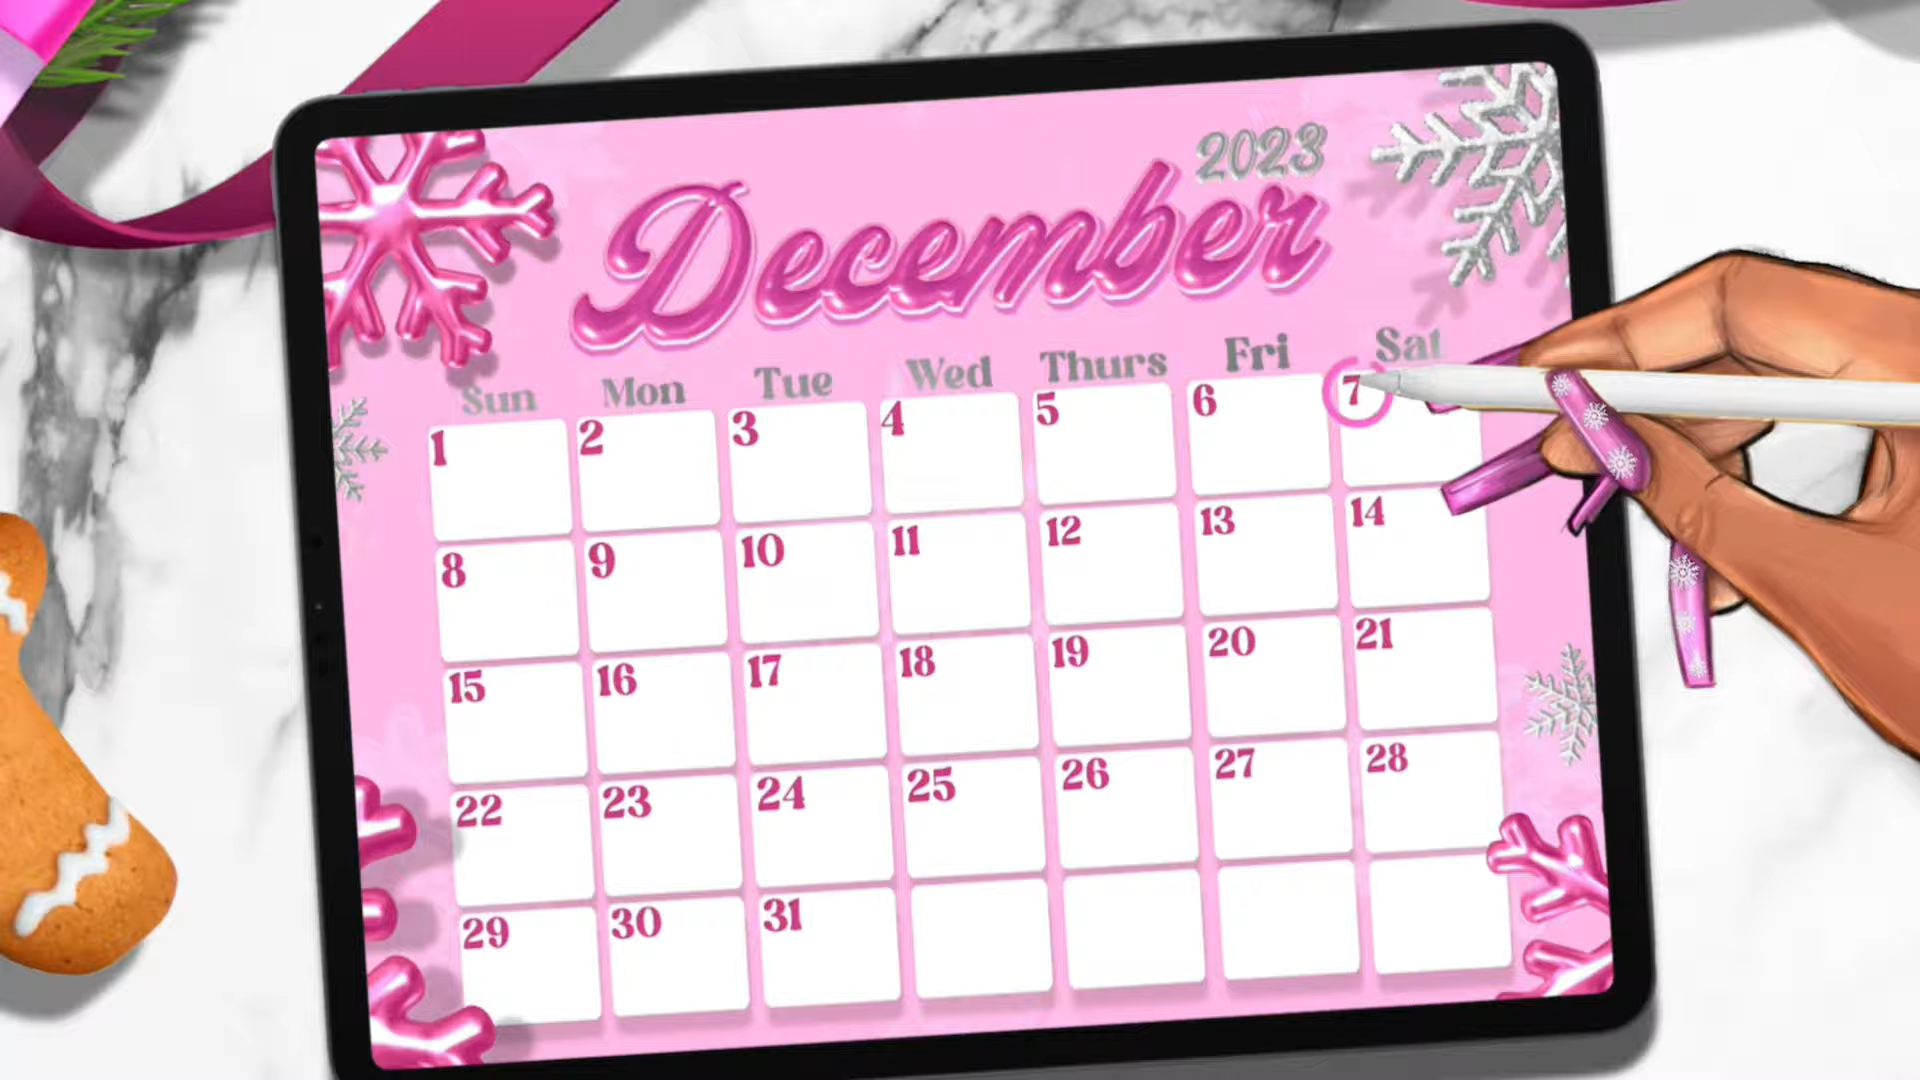 2023
December
Sun Mon Tue Wed Thurs Fri Sat
1 2 3 4 5 6 7
8 9 10 11 12 13 14
15 16 17 18 19 20 21
22 23 24 25 26 27 28
29 30 31